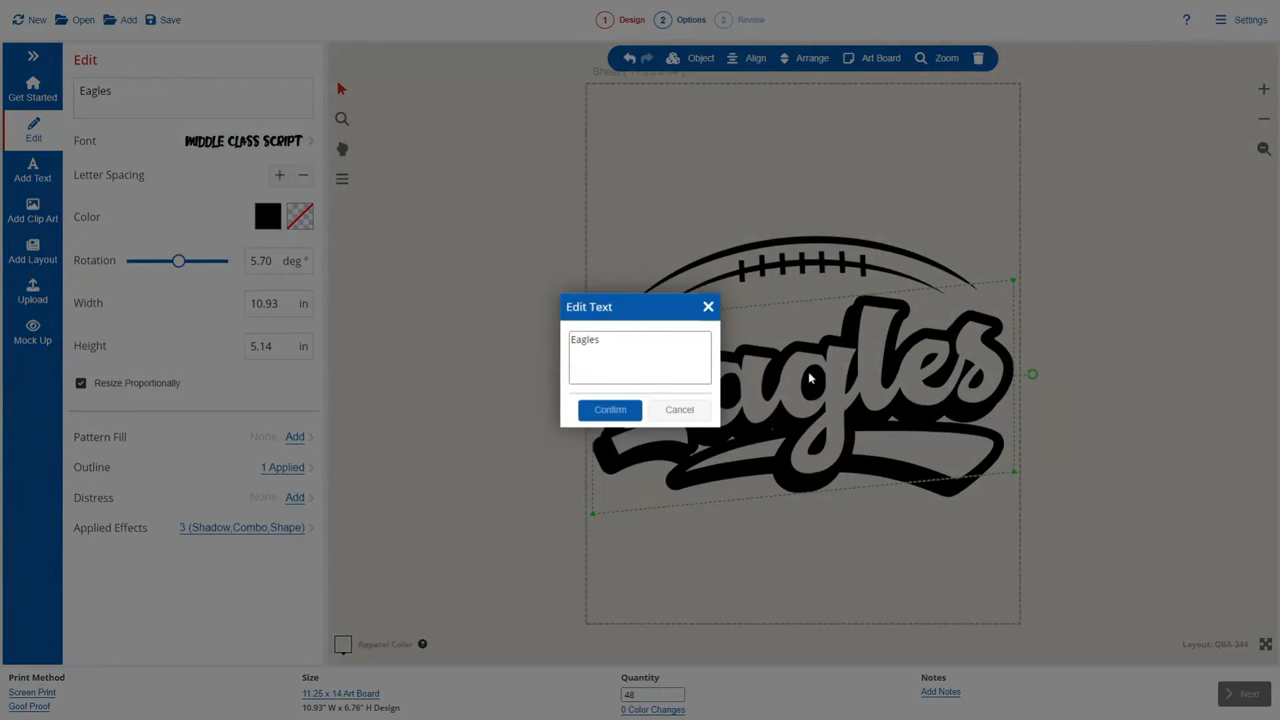 New Open Add Save
1 Design 2 Options 3 Review
? Settings
Get Started
Edit
Add Text
Add Clip Art
Add Layout
Upload
Mock Up
Edit
Eagles
Font MIDDLE CLASS SCRIPT
Letter Spacing + −
Color
Rotation 5.70 deg °
Width 10.93 in
Height 5.14 in
Resize Proportionally
Pattern Fill None Add
Outline 1 Applied
Distress None Add
Applied Effects 3 (Shadow,Combo,Shape)
Object Align Arrange Art Board Zoom
Edit Text
Eagles
Confirm Cancel
agles
Apparel Color ?
Layout: QBA-344
Print Method
Screen Print
Goof Proof
Size
11.25 x 14 Art Board
10.93" W x 6.76" H Design
Quantity
48
0 Color Changes
Notes
Add Notes
Next